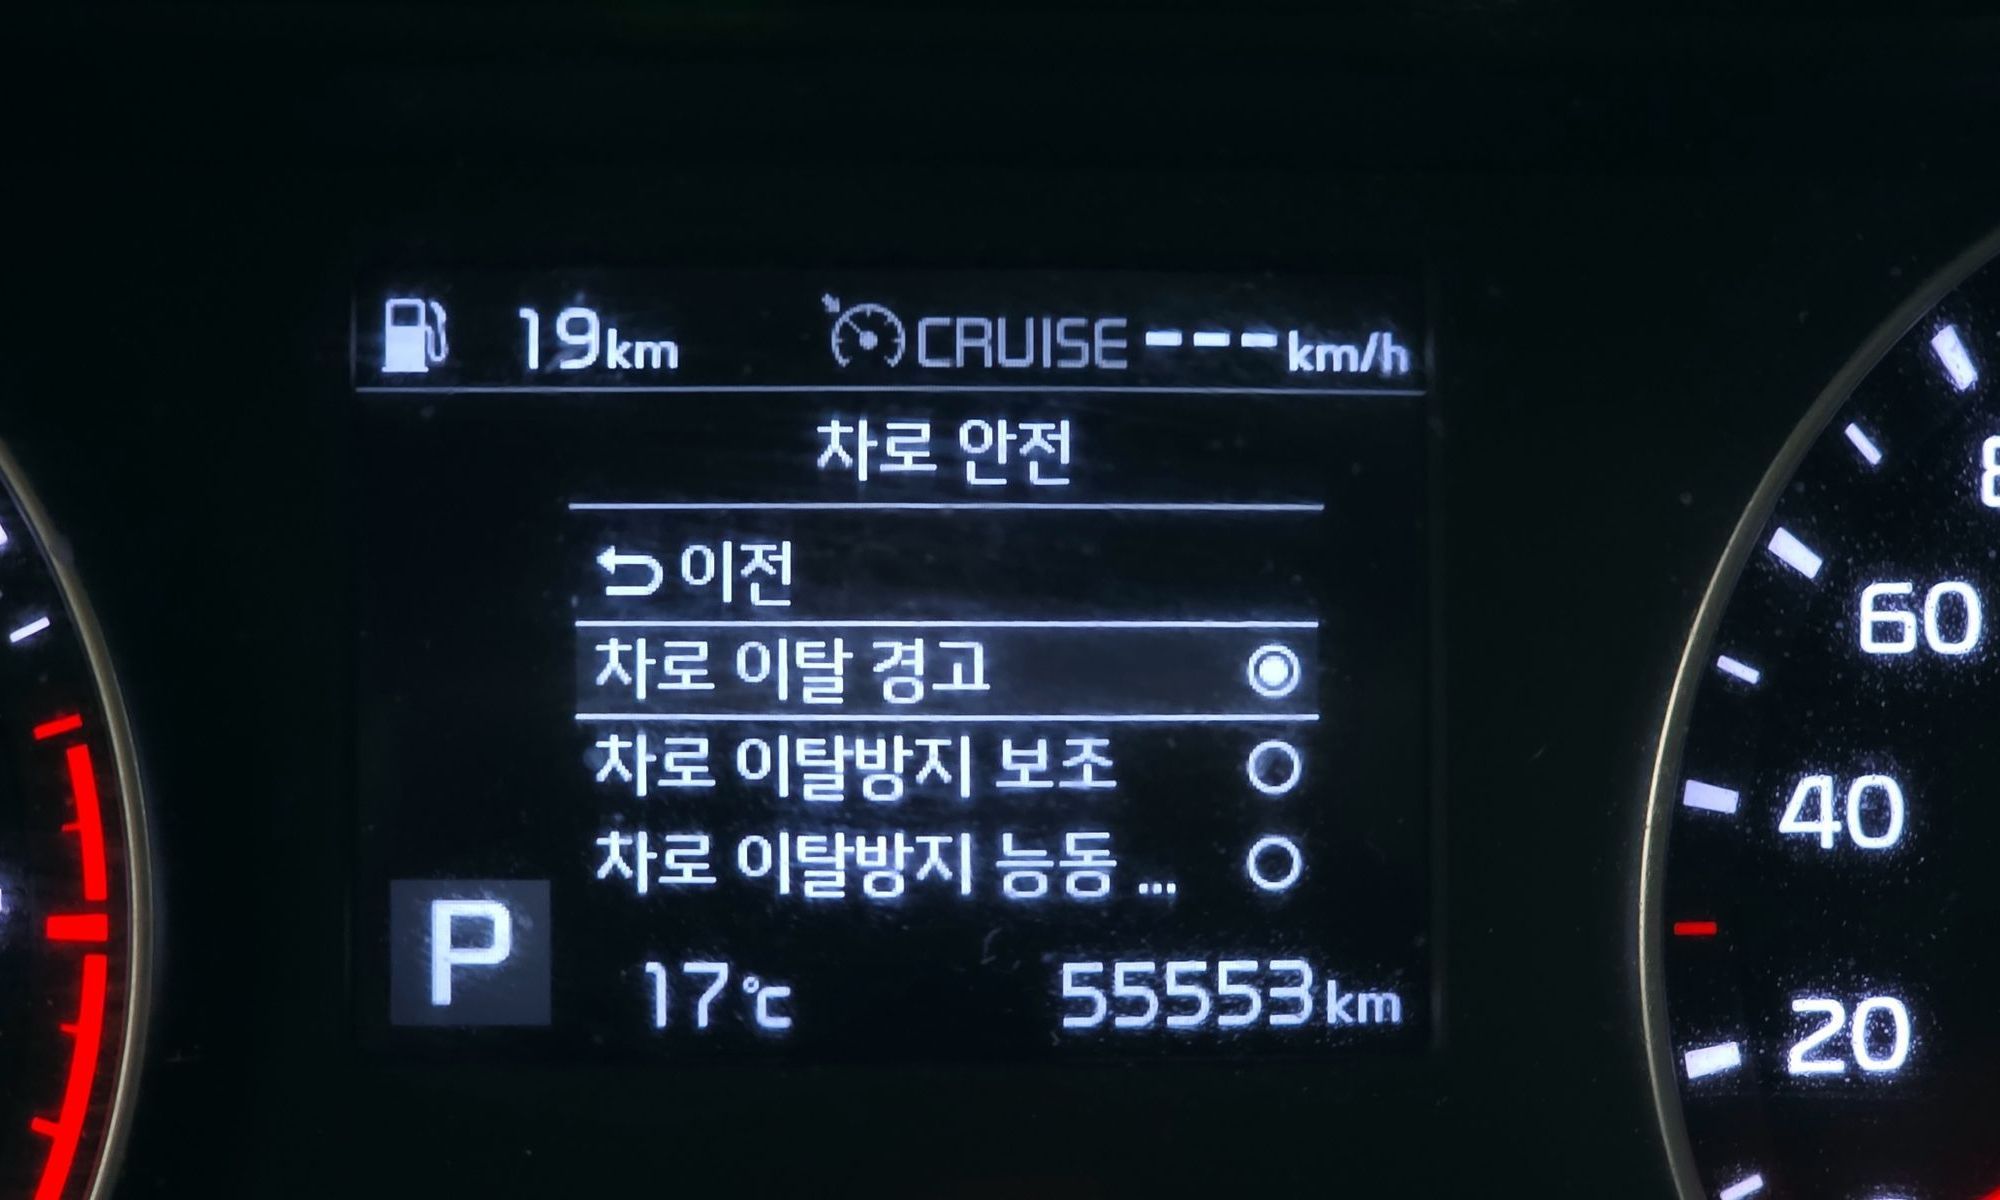 19km CRUISE ---km/h
차로 안전
이전
차로 이탈 경고
차로 이탈방지 보조
차로 이탈방지 능동 ...
P
17℃ 55553km
60
40
20